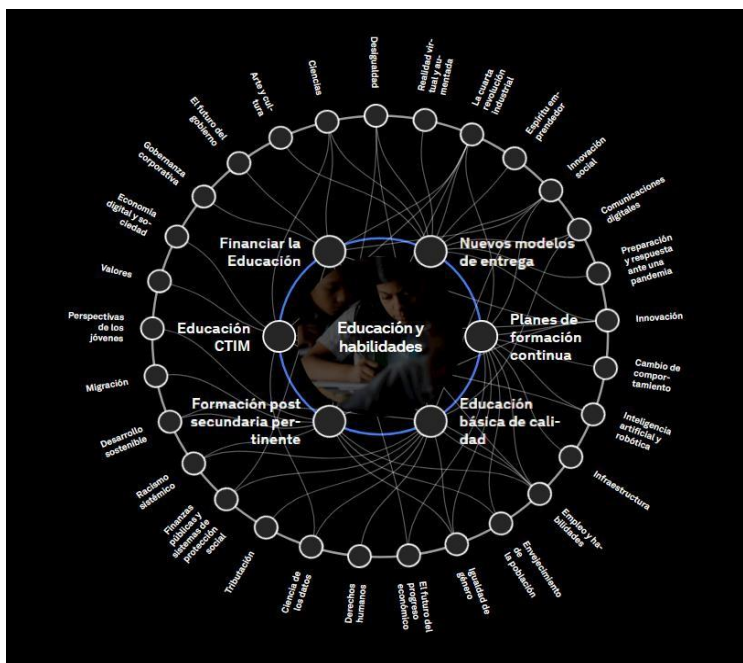 Desigualdad
Realidad vir-
tual y au-
mentada
La cuarta
revolución
industrial
Espíritu em-
prendedor
Innovación
social
Comunicaciones
digitales
Preparación
y respuesta
ante una
pandemia
Innovación
Cambio de
compor-
tamiento
Inteligencia
artificial y
robótica
Infraestructura
Empleo y ha-
bilidades
Envejecimiento
de
la población
Igualdad de
género
El futuro del
progreso
económico
Derechos
humanos
Ciencia de
los datos
Tributación
Finanzas
públicas y
sistemas de
protección
social
Racismo
sistémico
Desarrollo
sostenible
Migración
Perspectivas
de los
jóvenes
Valores
Economía
digital y so-
ciedad
Gobernanza
corporativa
El futuro del
gobierno
Arte y cul-
tura
Ciencias
Financiar la
Educación
Nuevos modelos
de entrega
Educación
CTIM
Educación y
habilidades
Planes de
formación
continua
Formación post
secundaria per-
tinente
Educación
básica de cali-
dad